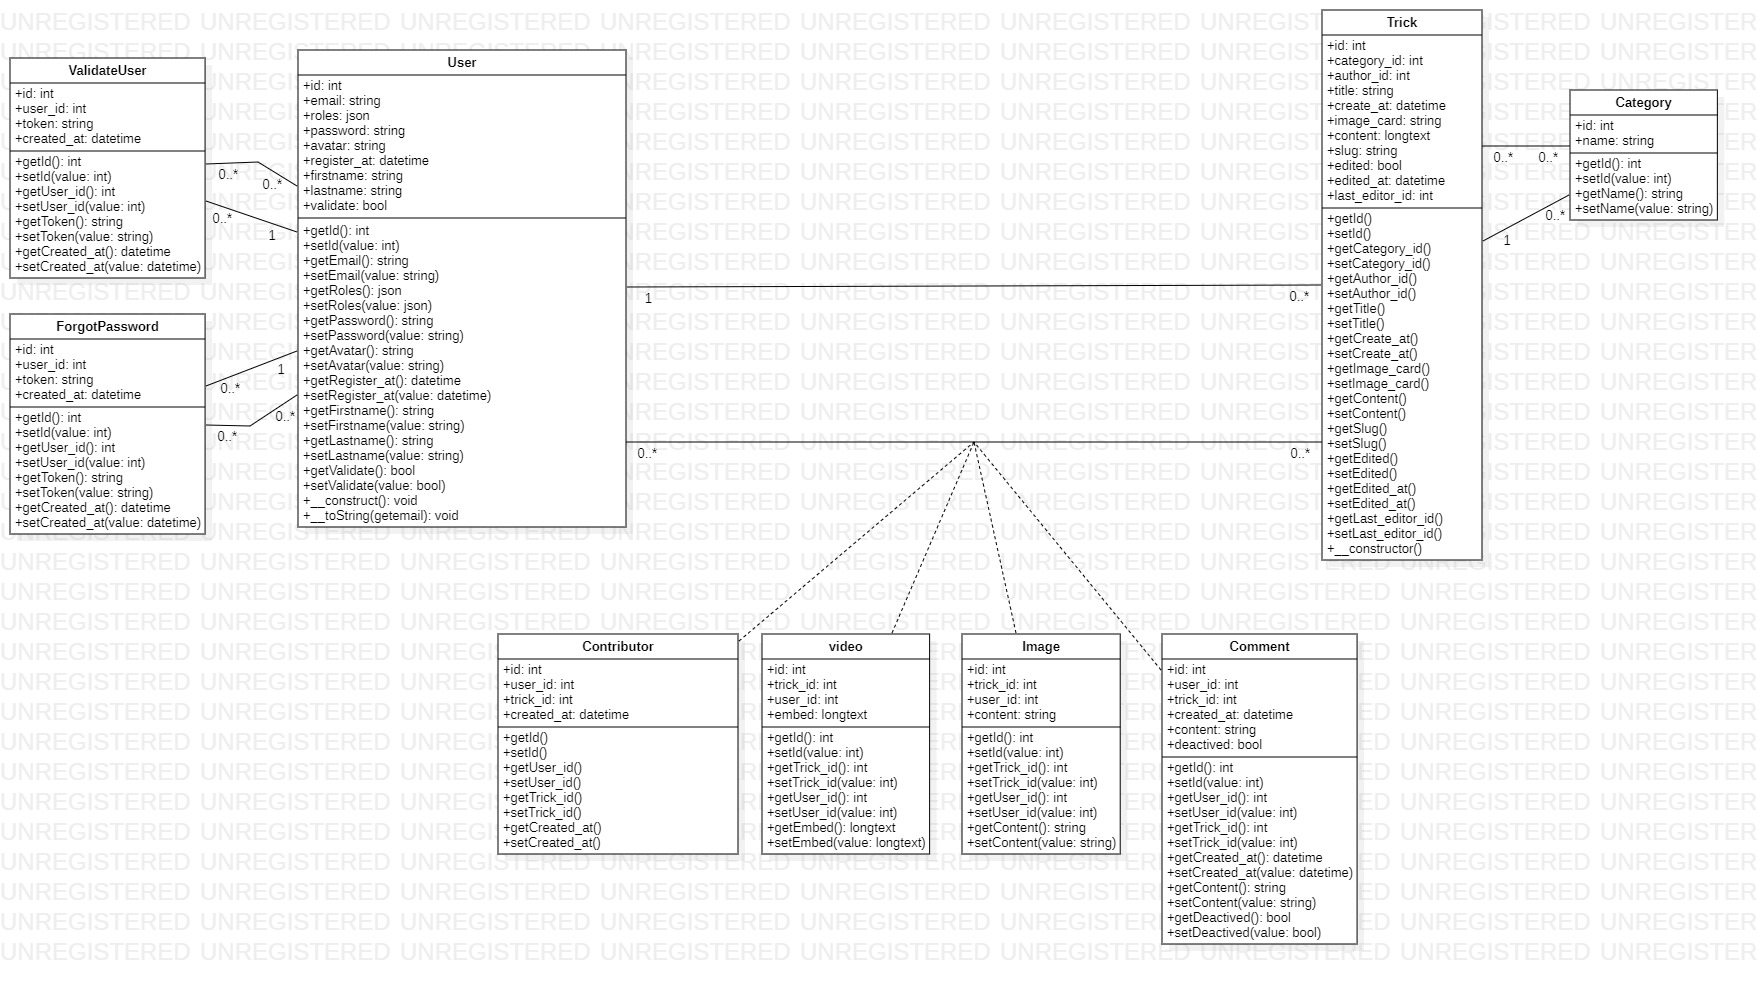 ValidateUser
+id: int
+user_id: int
+token: string
+created_at: datetime
+getId(): int
+setId(value: int)
+getUser_id(): int
+setUser_id(value: int)
+getToken(): string
+setToken(value: string)
+getCreated_at(): datetime
+setCreated_at(value: datetime)
0..*
0..*
0..*
1
ForgotPassword
+id: int
+user_id: int
+token: string
+created_at: datetime
+getId(): int
+setId(value: int)
+getUser_id(): int
+setUser_id(value: int)
+getToken(): string
+setToken(value: string)
+getCreated_at(): datetime
+setCreated_at(value: datetime)
1
0..*
0..*
0..*
User
+id: int
+email: string
+roles: json
+password: string
+avatar: string
+register_at: datetime
+firstname: string
+lastname: string
+validate: bool
+getId(): int
+setId(value: int)
+getEmail(): string
+setEmail(value: string)
+getRoles(): json
+setRoles(value: json)
+getPassword(): string
+setPassword(value: string)
+getAvatar(): string
+setAvatar(value: string)
+getRegister_at(): datetime
+setRegister_at(value: datetime)
+getFirstname(): string
+setFirstname(value: string)
+getLastname(): string
+setLastname(value: string)
+getValidate(): bool
+setValidate(value: bool)
+__construct(): void
+__toString(getemail): void
1
0..*
0..*
0..*
Trick
+id: int
+category_id: int
+author_id: int
+title: string
+create_at: datetime
+image_card: string
+content: longtext
+slug: string
+edited: bool
+edited_at: datetime
+last_editor_id: int
+getId()
+setId()
+getCategory_id()
+setCategory_id()
+getAuthor_id()
+setAuthor_id()
+getTitle()
+setTitle()
+getCreate_at()
+setCreate_at()
+getImage_card()
+setImage_card()
+getContent()
+setContent()
+getSlug()
+setSlug()
+getEdited()
+setEdited()
+getEdited_at()
+setEdited_at()
+getLast_editor_id()
+setLast_editor_id()
+__constructor()
0..*
0..*
0..*
1
Category
+id: int
+name: string
+getId(): int
+setId(value: int)
+getName(): string
+setName(value: string)
Contributor
+id: int
+user_id: int
+trick_id: int
+created_at: datetime
+getId()
+setId()
+getUser_id()
+setUser_id()
+getTrick_id()
+setTrick_id()
+getCreated_at()
+setCreated_at()
video
+id: int
+trick_id: int
+user_id: int
+embed: longtext
+getId(): int
+setId(value: int)
+getTrick_id(): int
+setTrick_id(value: int)
+getUser_id(): int
+setUser_id(value: int)
+getEmbed(): longtext
+setEmbed(value: longtext)
Image
+id: int
+trick_id: int
+user_id: int
+content: string
+getId(): int
+setId(value: int)
+getTrick_id(): int
+setTrick_id(value: int)
+getUser_id(): int
+setUser_id(value: int)
+getContent(): string
+setContent(value: string)
Comment
+id: int
+user_id: int
+trick_id: int
+created_at: datetime
+content: string
+deactived: bool
+getId(): int
+setId(value: int)
+getUser_id(): int
+setUser_id(value: int)
+getTrick_id(): int
+setTrick_id(value: int)
+getCreated_at(): datetime
+setCreated_at(value: datetime)
+getContent(): string
+setContent(value: string)
+getDeactived(): bool
+setDeactived(value: bool)
UNREGISTERED